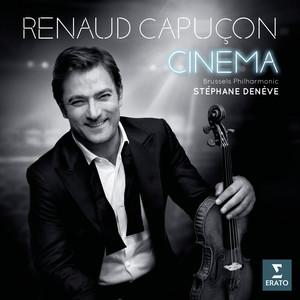 RENAUD CAPUÇON
CINEMA
Brussels Philharmonic
STÉPHANE DENÈVE
ERATO